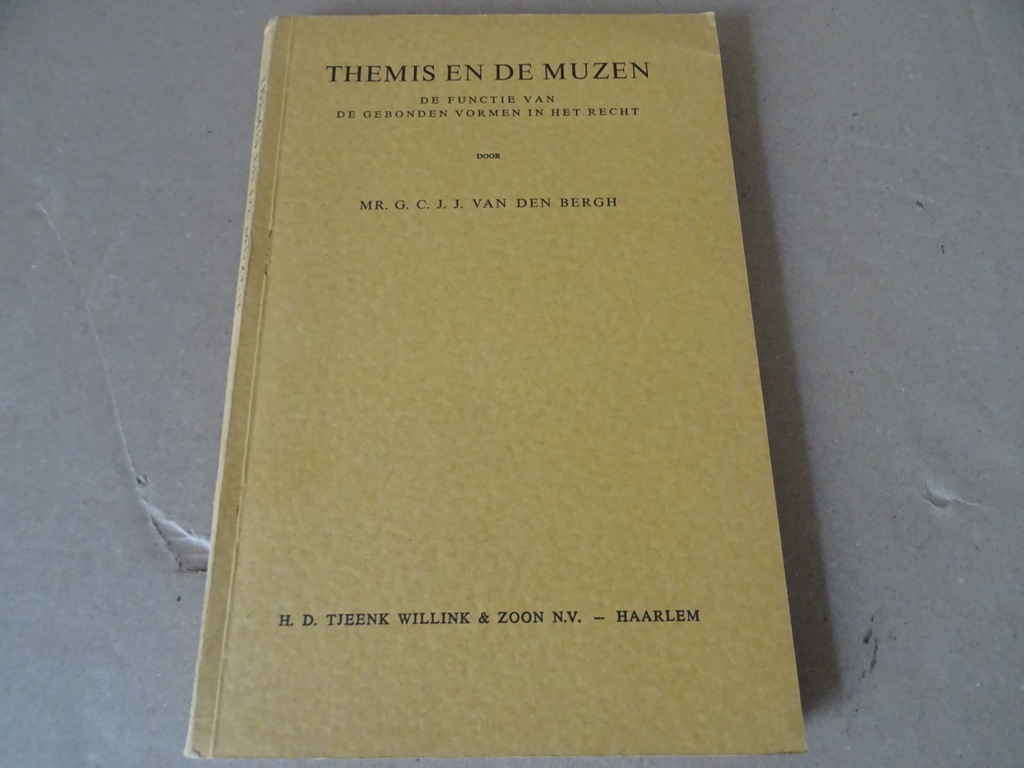 THEMIS EN DE MUZEN
DE FUNCTIE VAN
DE GEBONDEN VORMEN IN HET RECHT
DOOR
MR. G. C. J. J. VAN DEN BERGH
H. D. TJEENK WILLINK & ZOON N.V. — HAARLEM